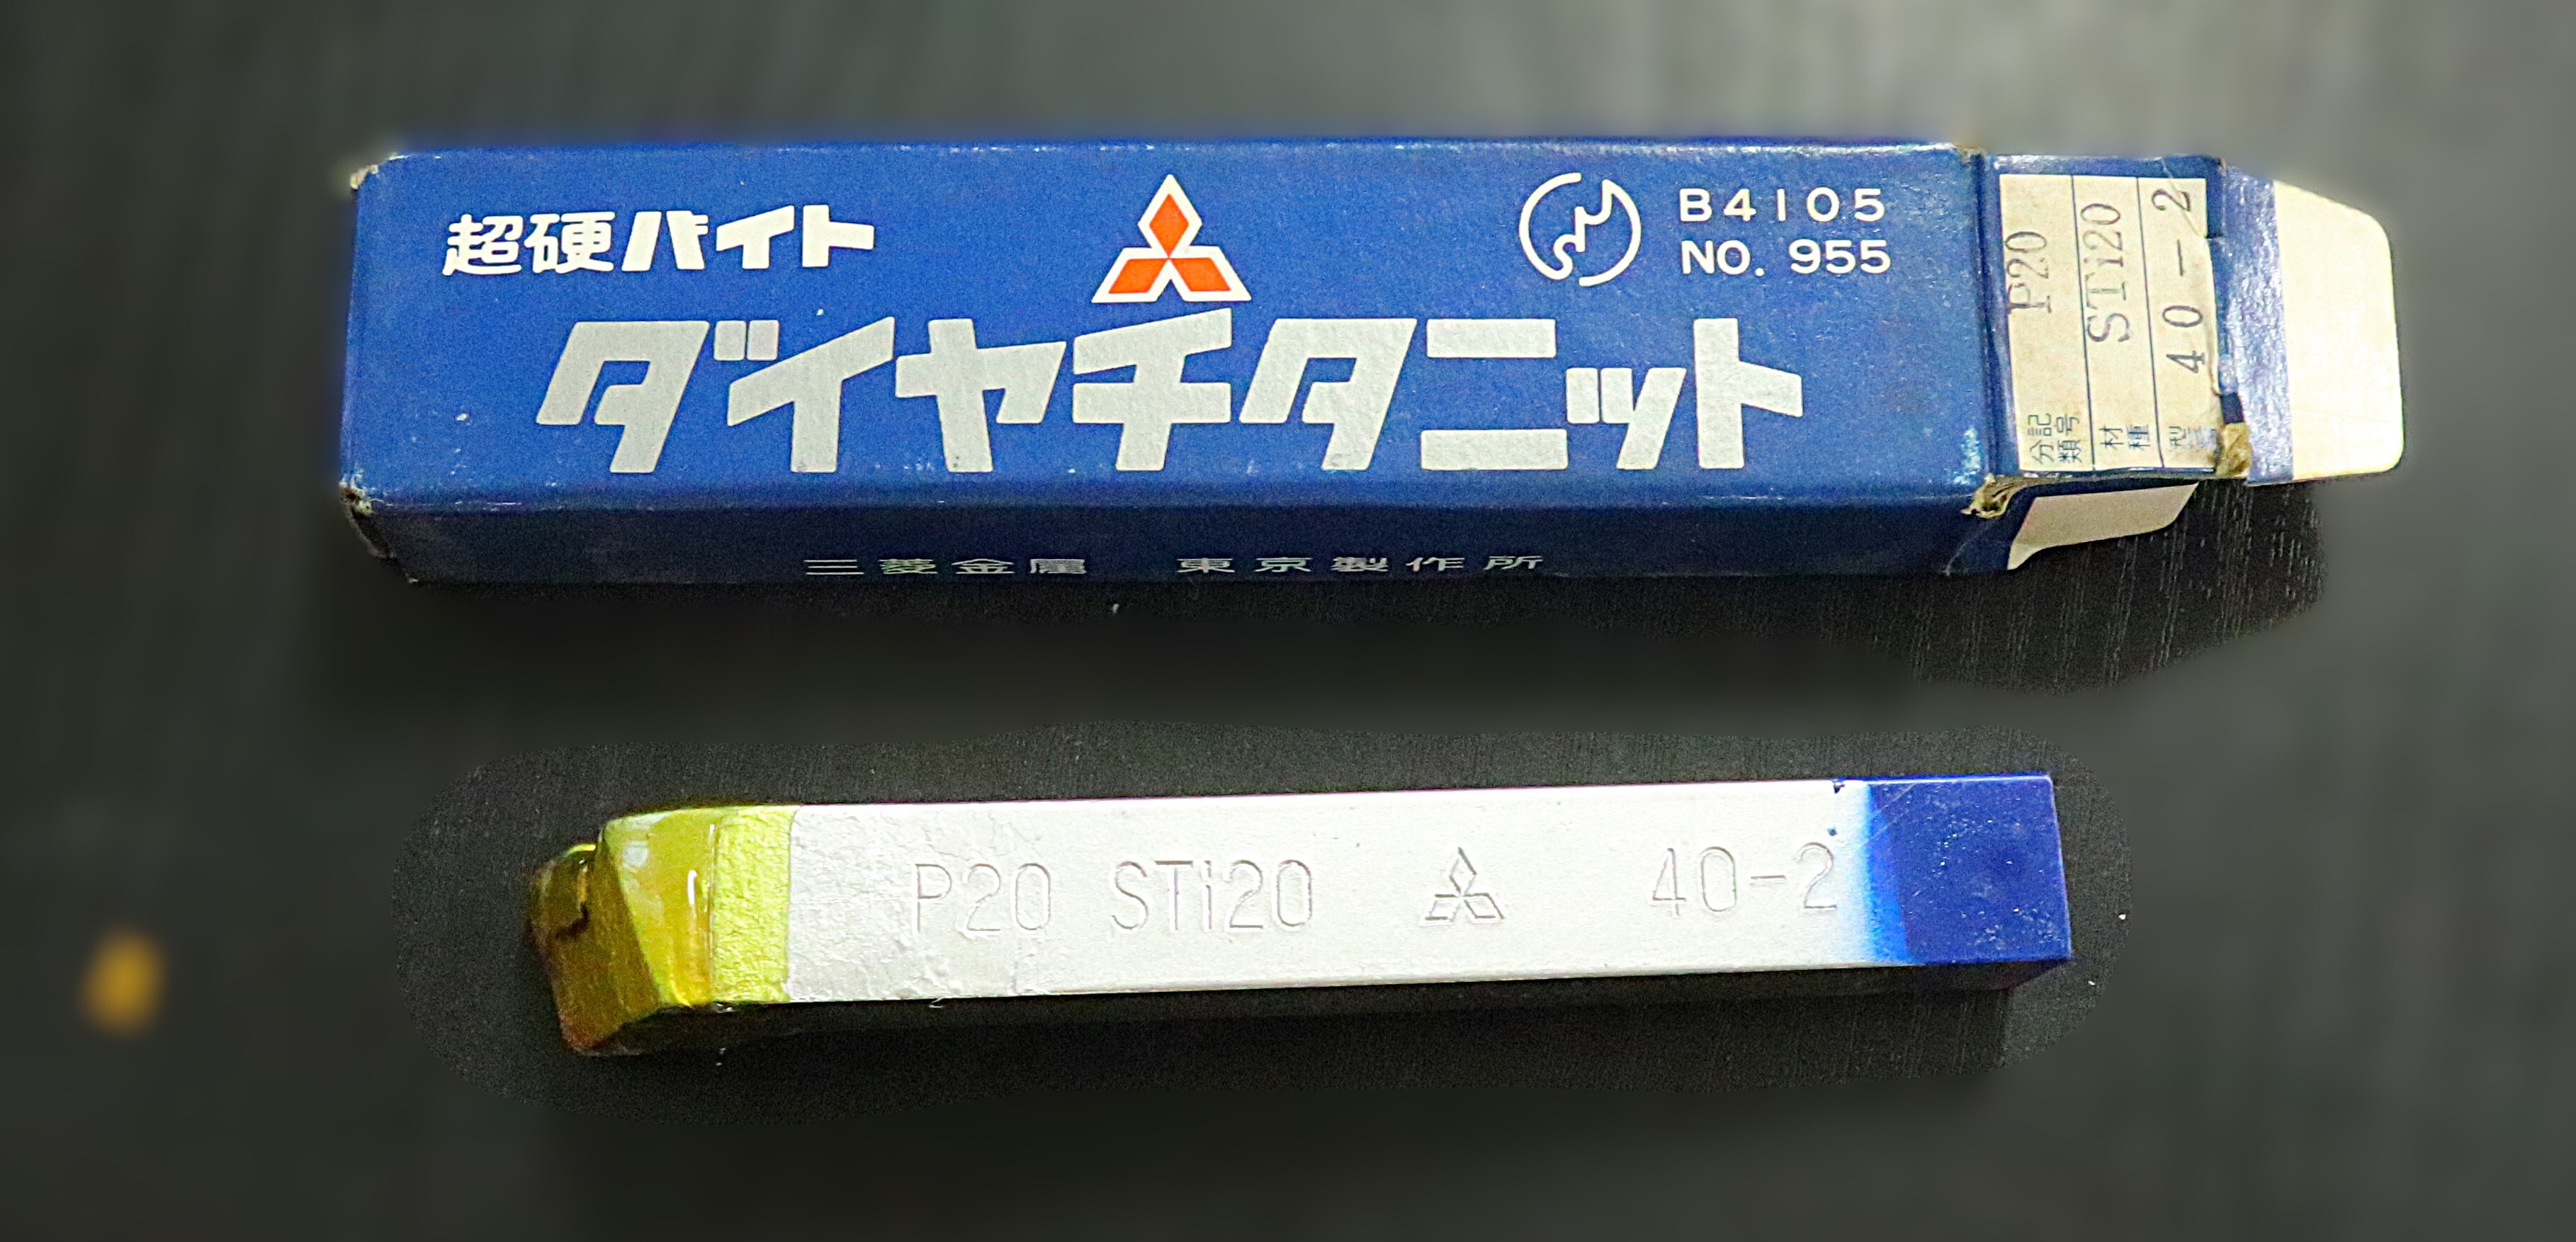 超硬バイト
B4105
NO. 955
ダイヤチタニット
三菱金属 東京製作所
分類記号 P20
材種 STi20
型番 40-2
P20 STi20 40-2